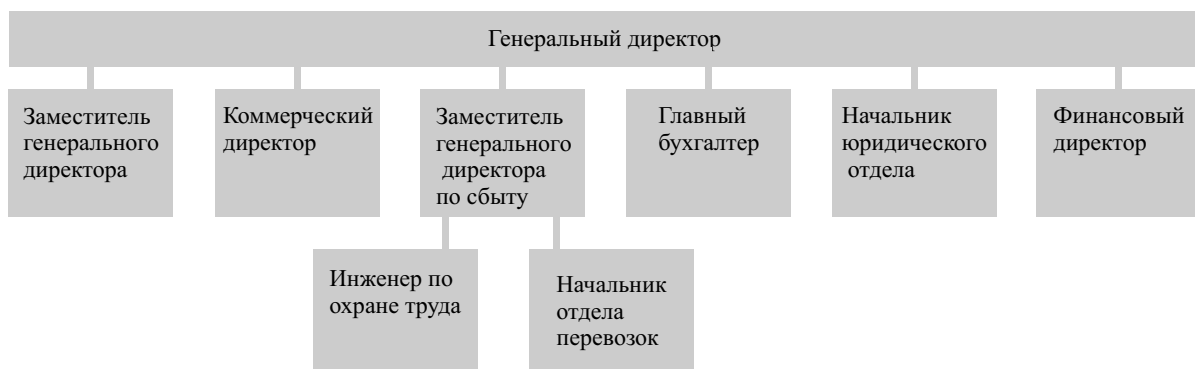 Генеральный директор
Заместитель
генерального
директора
Коммерческий
директор
Заместитель
генерального
директора
по сбыту
Главный
бухгалтер
Начальник
юридического
отдела
Финансовый
директор
Инженер по
охране труда
Начальник
отдела
перевозок